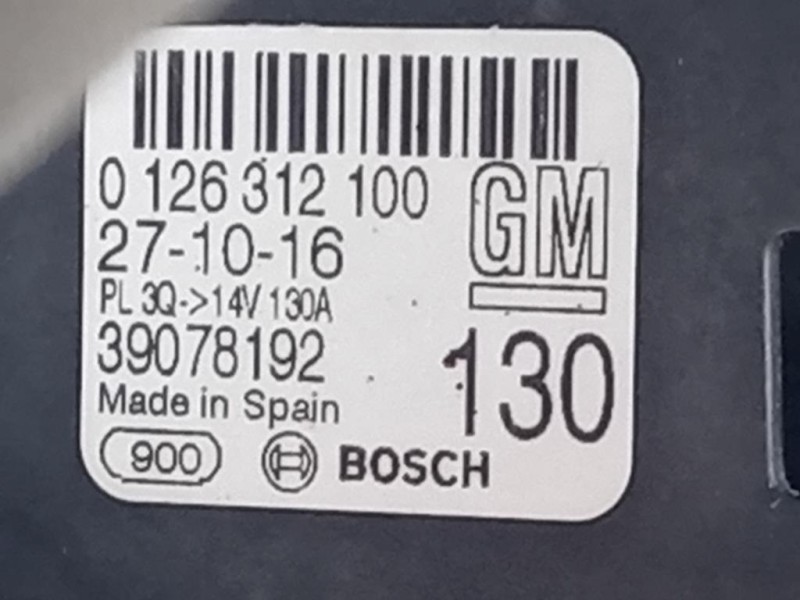 0 126 312 100
GM
27-10-16
PL 3Q->14V 130A
39078192
130
Made in Spain
900
BOSCH